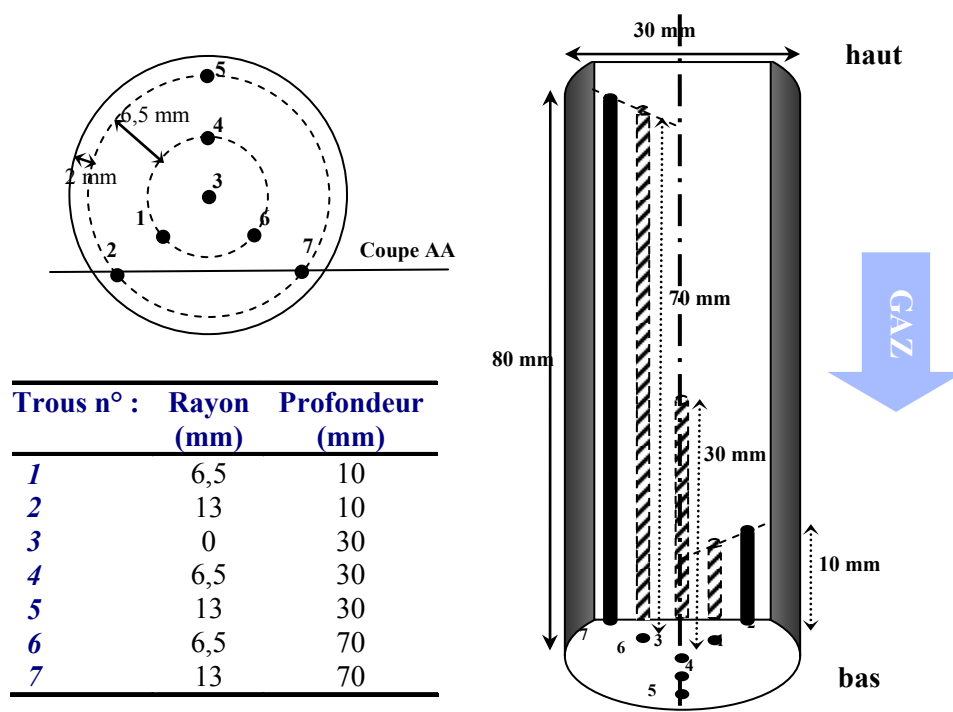 5
6,5 mm
4
2 mm
3
1
6
2
7
Coupe AA
Trous n° : Rayon (mm) Profondeur (mm)
1 6,5 10
2 13 10
3 0 30
4 6,5 30
5 13 30
6 6,5 70
7 13 70
30 mm
haut
70 mm
80 mm
GAZ
30 mm
10 mm
7
6
3
1
2
4
5
bas